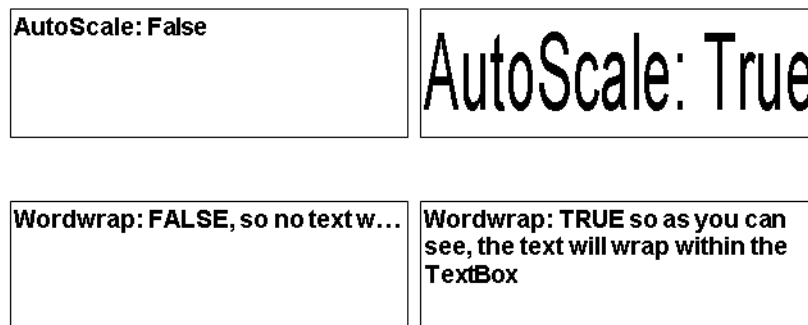 AutoScale: False
AutoScale: True
Wordwrap: FALSE, so no text w...
Wordwrap: TRUE so as you can
see, the text will wrap within the
TextBox